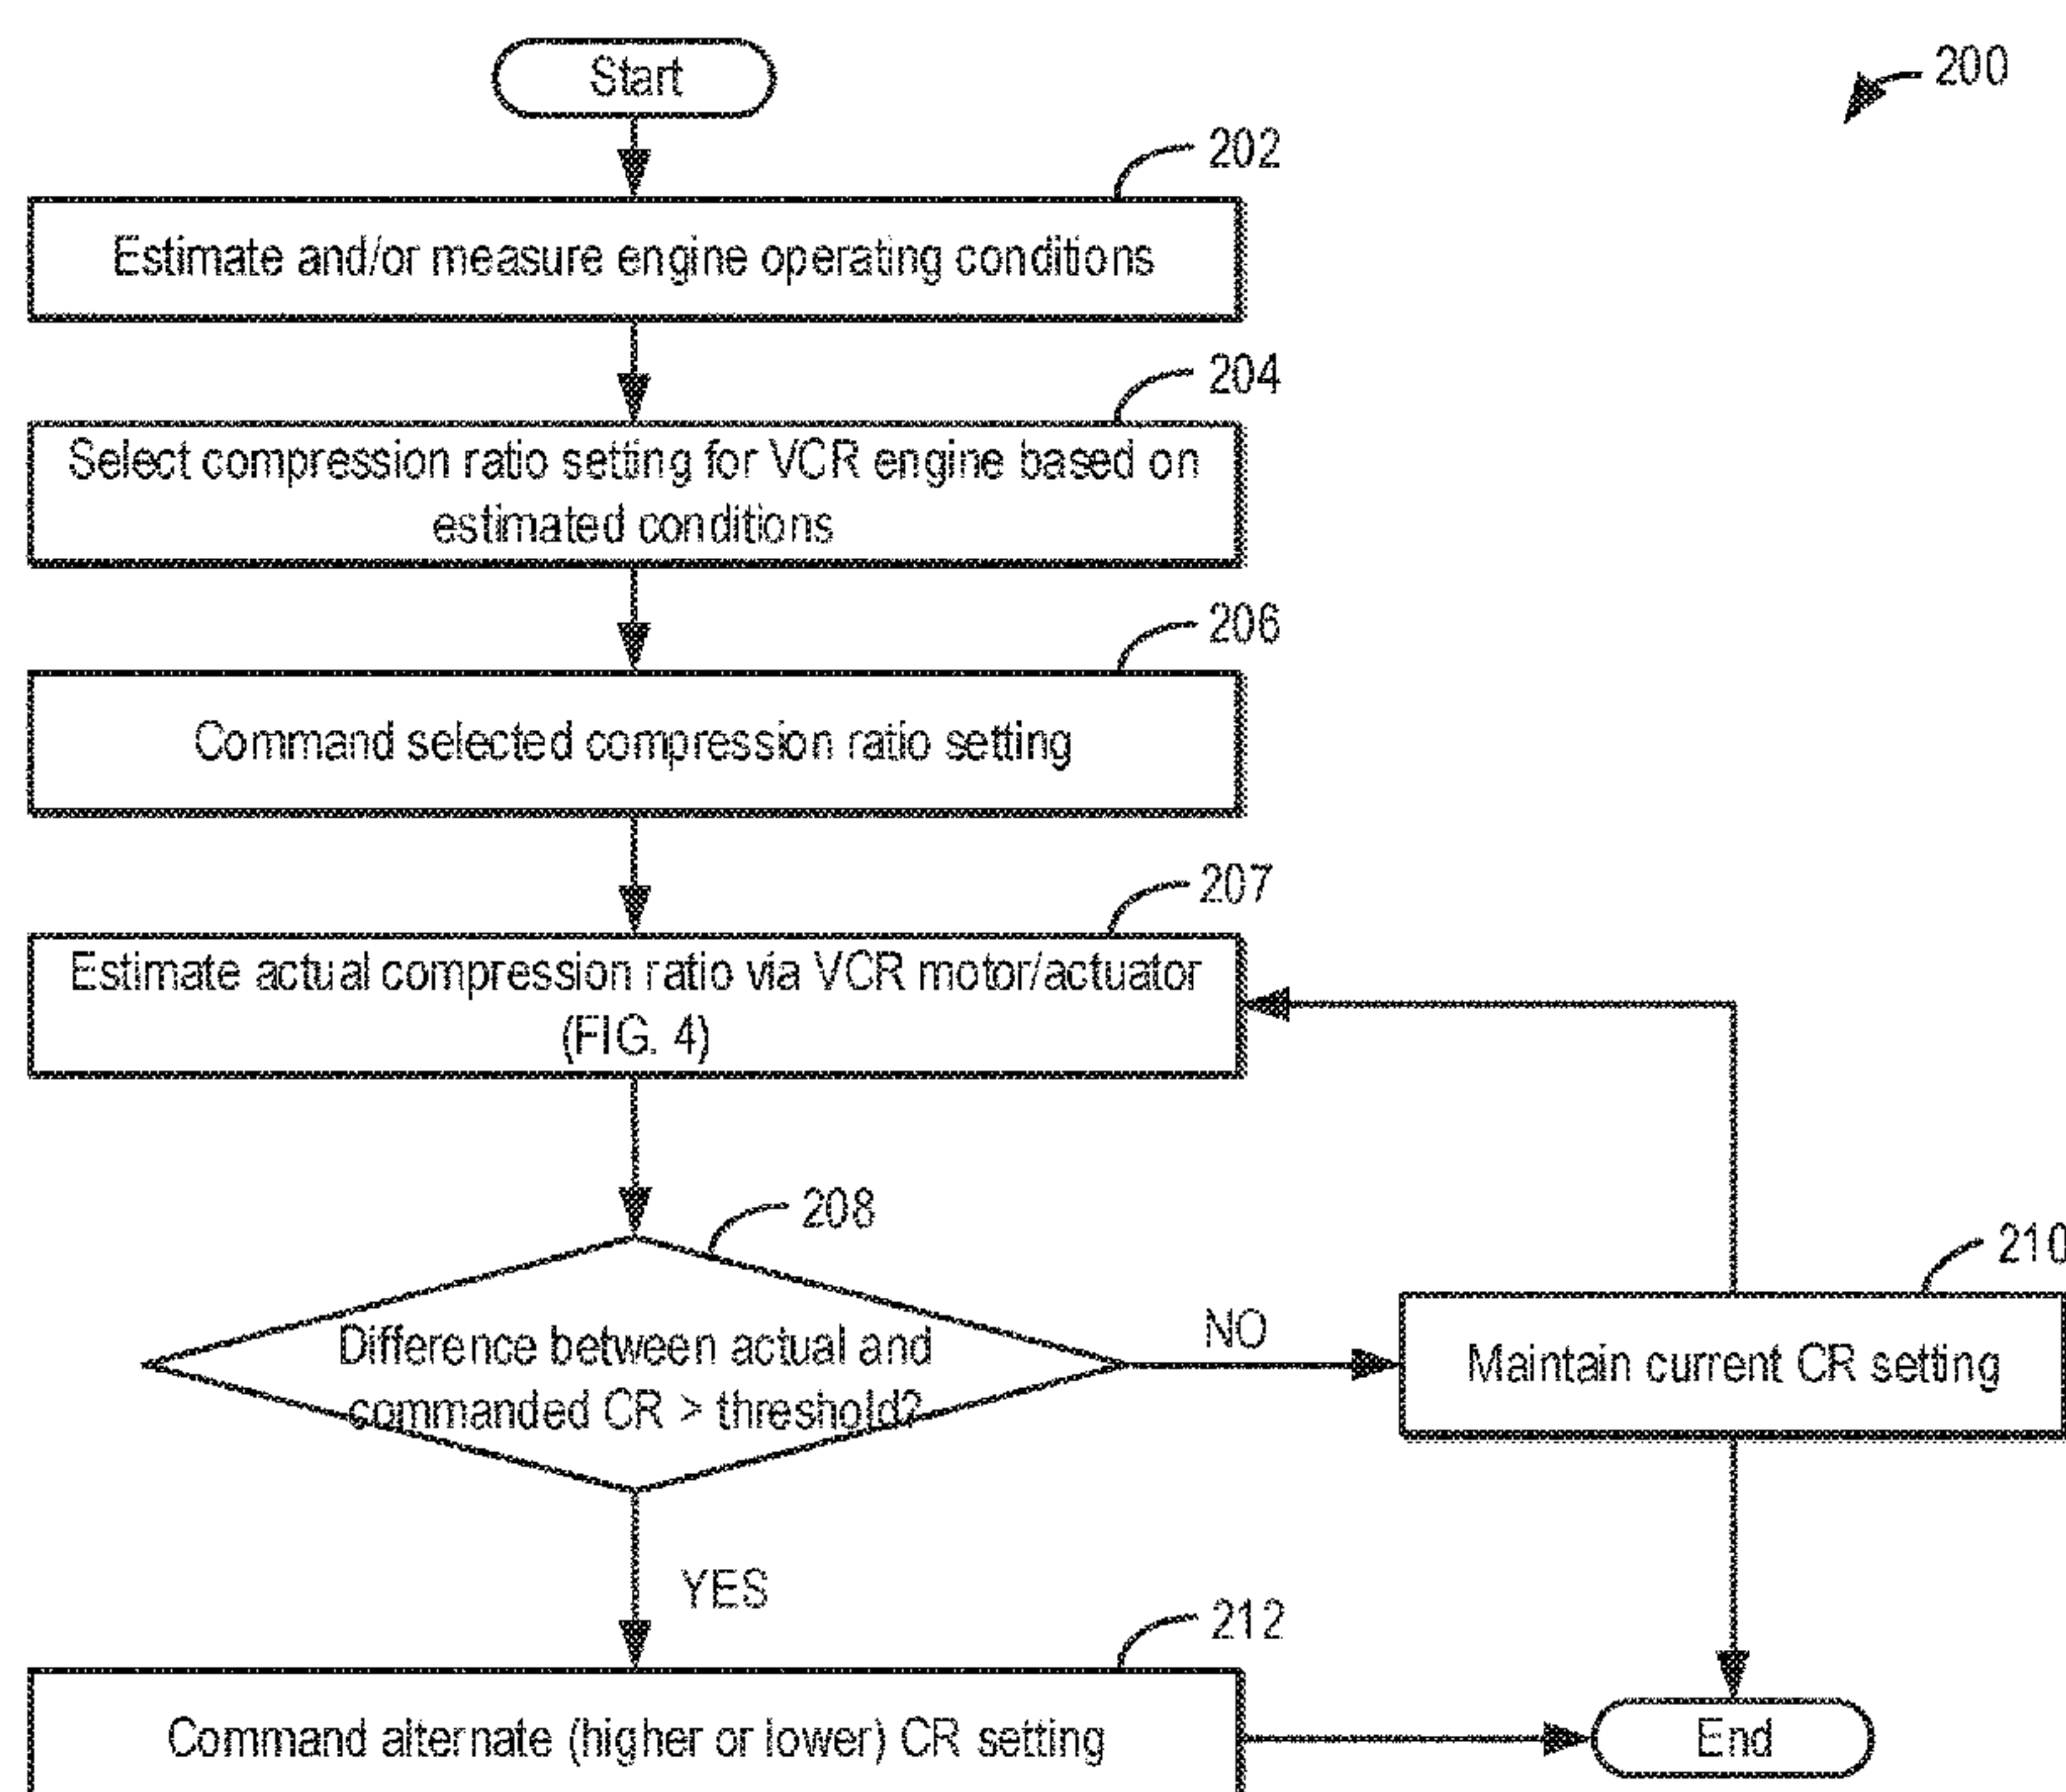 Start
200
202
Estimate and/or measure engine operating conditions
204
Select compression ratio setting for VCR engine based on
estimated conditions
206
Command selected compression ratio setting
207
Estimate actual compression ratio via VCR motor/actuator
(FIG. 4)
208
Difference between actual and
commanded CR > threshold?
NO
210
Maintain current CR setting
YES
212
Command alternate (higher or lower) CR setting
End